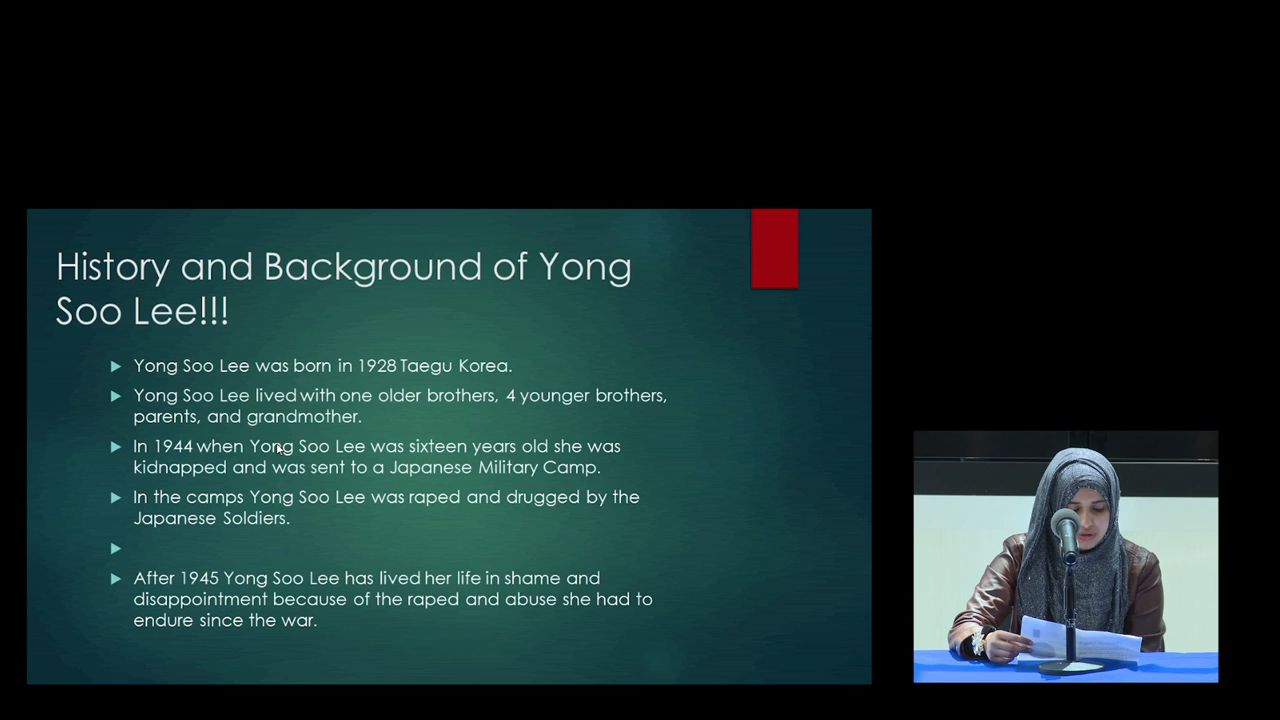 History and Background of Yong
Soo Lee!!!
Yong Soo Lee was born in 1928 Taegu Korea.
Yong Soo Lee lived with one older brothers, 4 younger brothers,
parents, and grandmother.
In 1944 when Yong Soo Lee was sixteen years old she was
kidnapped and was sent to a Japanese Military Camp.
In the camps Yong Soo Lee was raped and drugged by the
Japanese Soldiers.
After 1945 Yong Soo Lee has lived her life in shame and
disappointment because of the raped and abuse she had to
endure since the war.